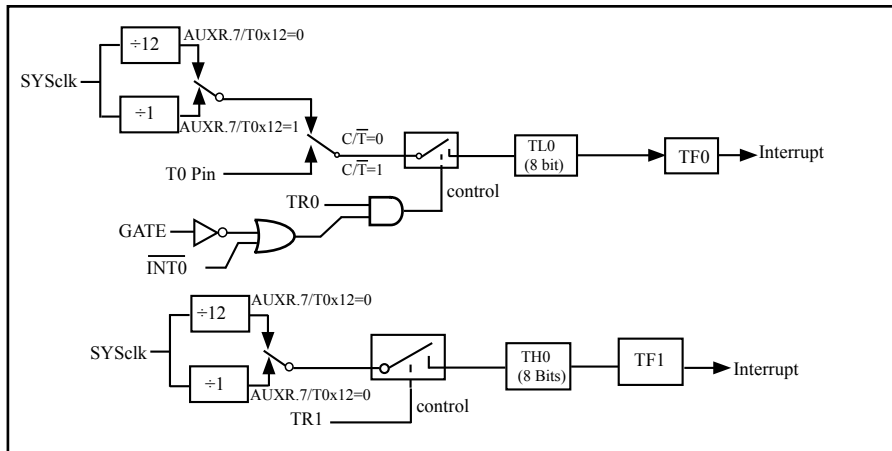 ÷12
AUXR.7/T0x12=0
SYSclk
÷1
AUXR.7/T0x12=1
C/T̅=0
T0 Pin
C/T̅=1
TL0
(8 bit)
TF0
Interrupt
control
TR0
GATE
I̅N̅T̅0̅
÷12
AUXR.7/T0x12=0
SYSclk
÷1
AUXR.7/T0x12=0
TR1
control
TH0
(8 Bits)
TF1
Interrupt